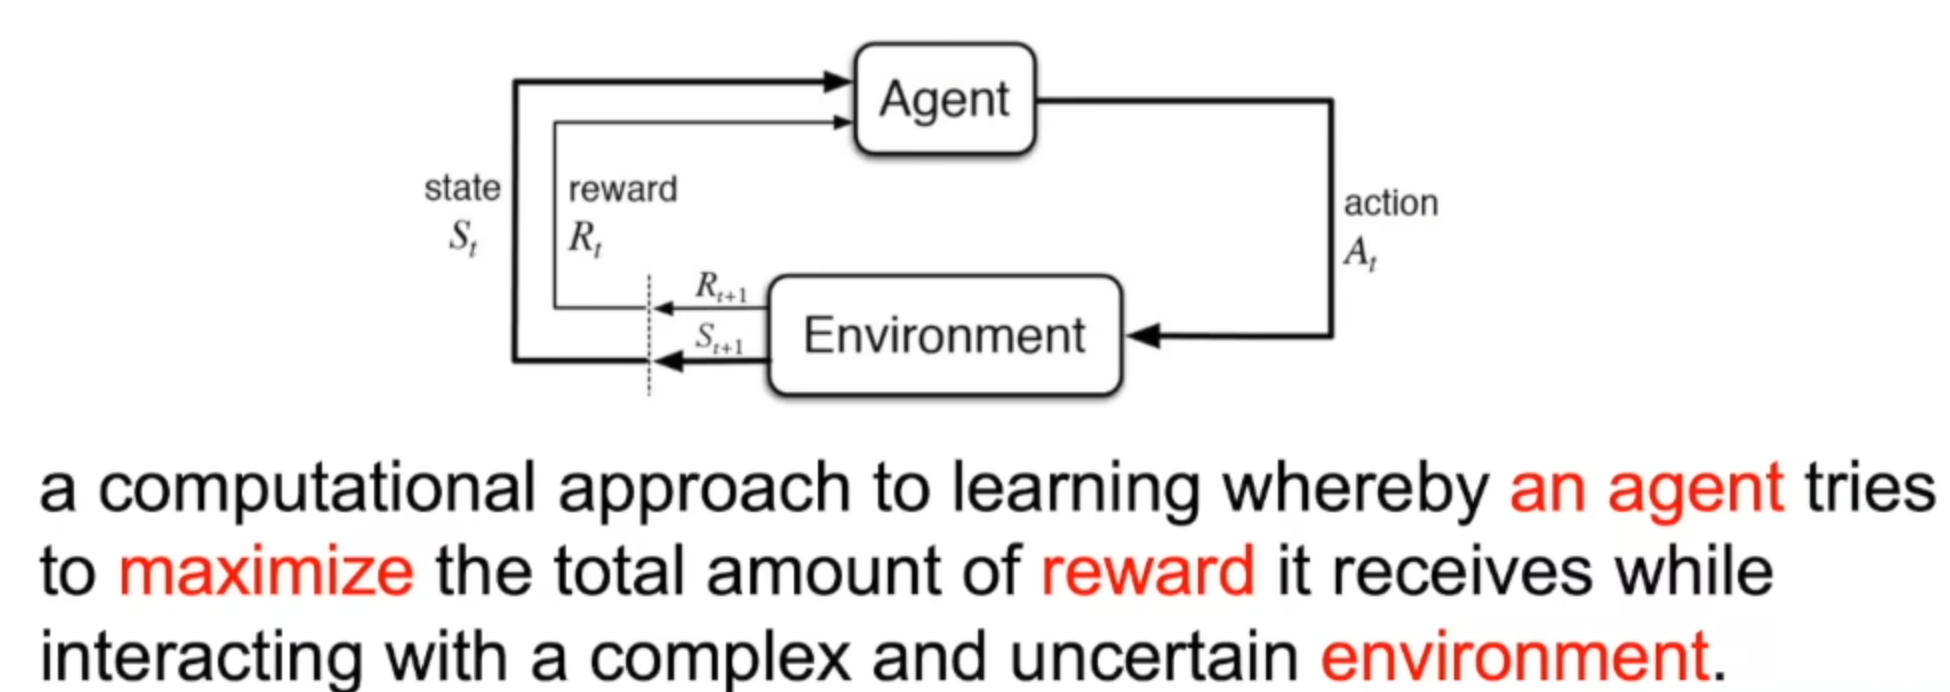 Agent
state
reward
action
S_t
R_t
A_t
R_{t+1}
S_{t+1}
Environment
a computational approach to learning whereby an agent tries
to maximize the total amount of reward it receives while
interacting with a complex and uncertain environment.